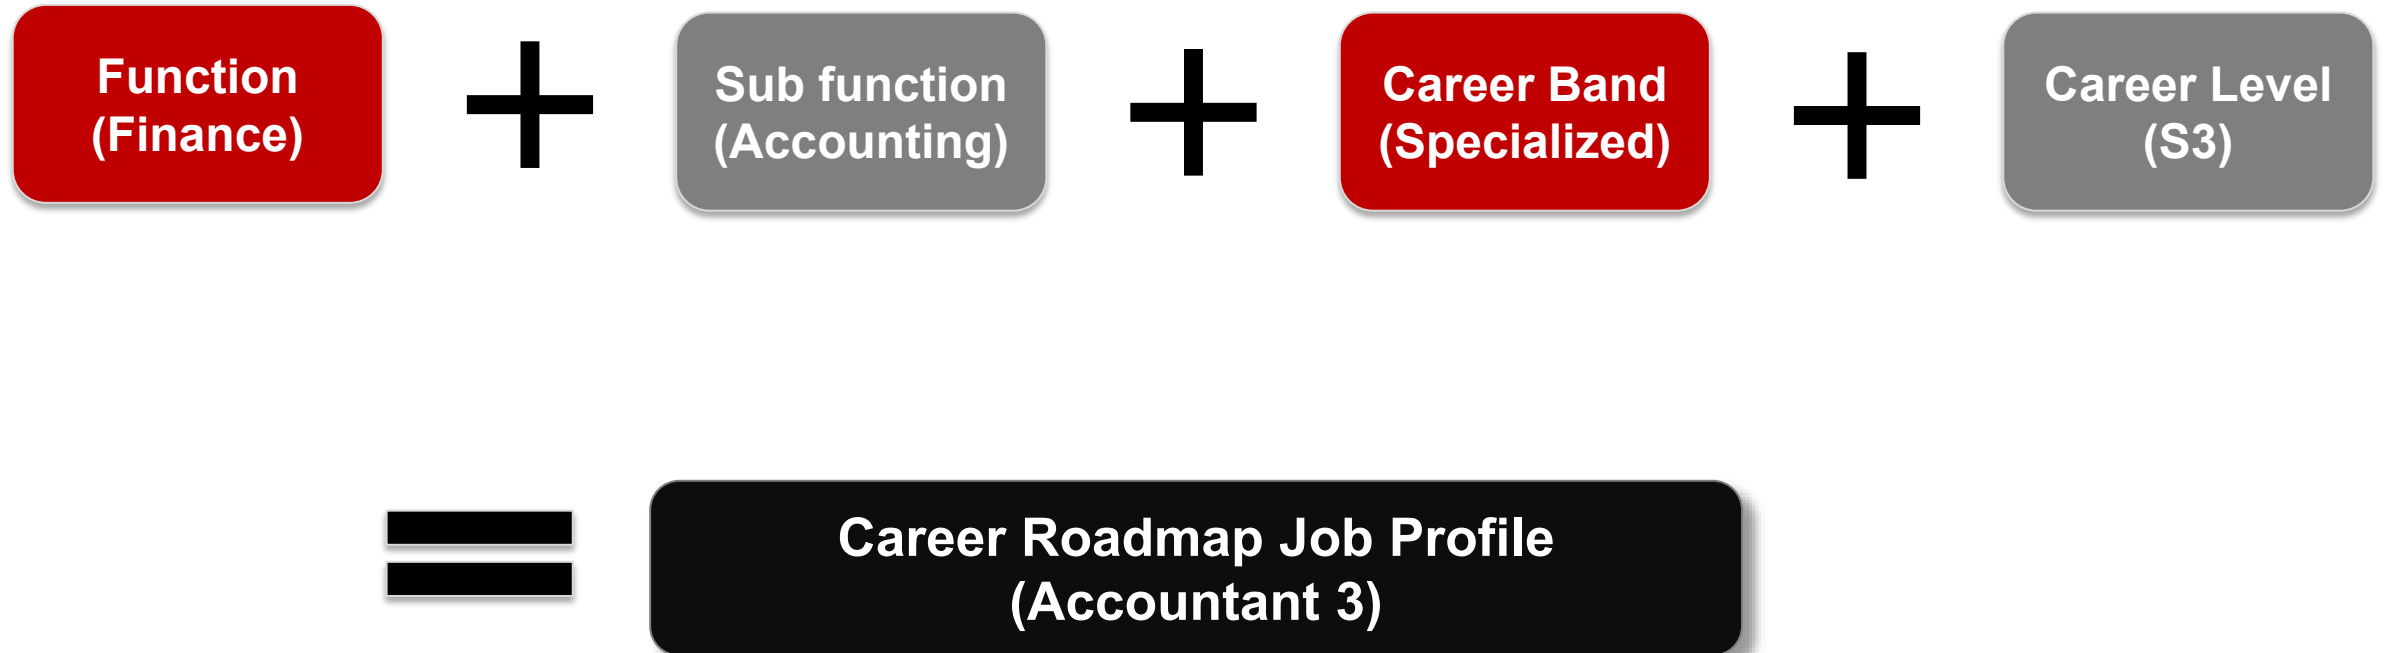 Function
(Finance)
Sub function
(Accounting)
Career Band
(Specialized)
Career Level
(S3)
Career Roadmap Job Profile
(Accountant 3)